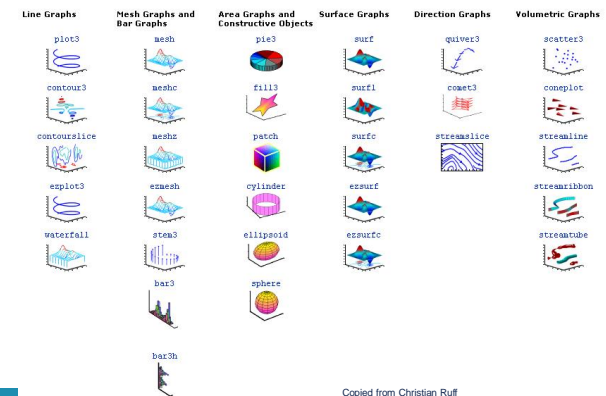 Line Graphs Mesh Graphs and Bar Graphs Area Graphs and Constructive Objects Surface Graphs Direction Graphs Volumetric Graphs
plot3 mesh pie3 surf quiver3 scatter3
contour3 meshc fill3 surfl comet3 coneplot
contourslice meshz patch surfc streamslice streamline
ezplot3 ezmesh cylinder ezsurf streamribbon
waterfall stem3 ellipsoid ezsurfc streamtube
bar3 sphere
bar3h
Copied from Christian Ruff